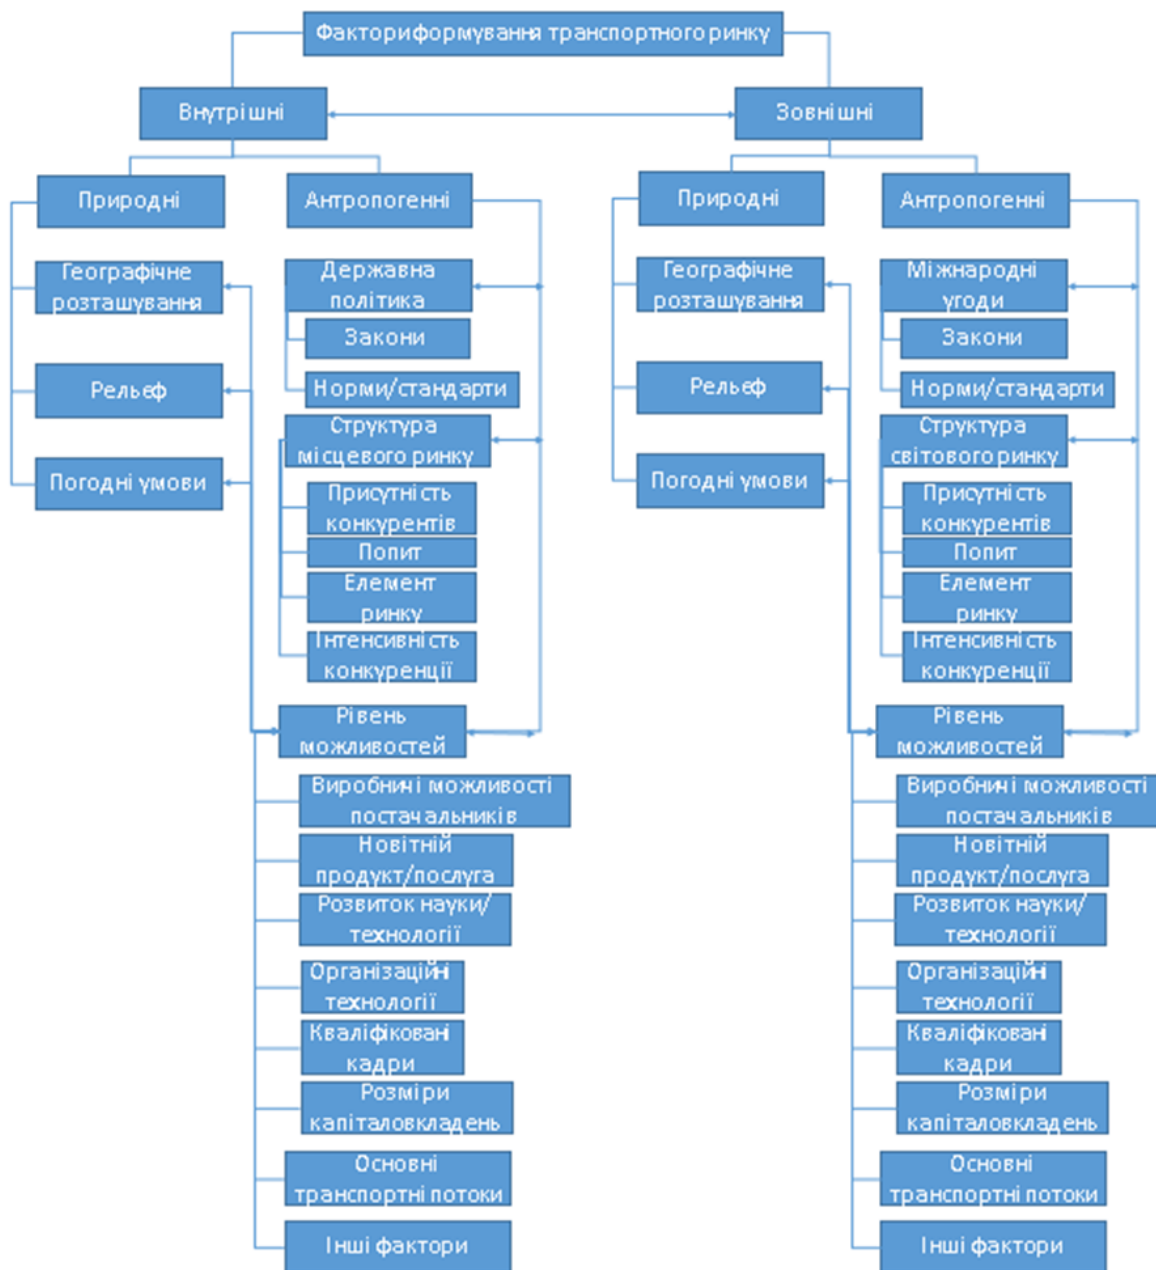 Факториформування транспортного ринку
Внутрішні
Зовнішні
Природні
Антропогенні
Географічне
розташування
Державна
політика
Закони
Рельєф
Норми/стандарти
Структура
місцевого ринку
Погодні умови
Присутність
конкурентів
Попит
Елемент
ринку
Інтенсивність
конкуренції
Рівень
можливостей
Виробничі можливості
постачальників
Новітній
продукт/послуга
Розвиток науки/
технології
Організаційні
технології
Кваліфіковані
кадри
Розміри
капіталовкладень
Основні
транспортні потоки
Інші фактори
Природні
Антропогенні
Географічне
розташування
Міжнародні
угоди
Закони
Рельєф
Норми/стандарти
Структура
світового ринку
Погодні умови
Присутність
конкурентів
Попит
Елемент
ринку
Інтенсивність
конкуренції
Рівень
можливостей
Виробничі можливості
постачальників
Новітній
продукт/послуга
Розвиток науки/
технології
Організаційні
технології
Кваліфіковані
кадри
Розміри
капіталовкладень
Основні
транспортні потоки
Інші фактори